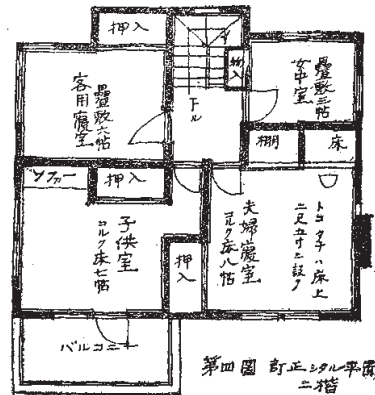 押入
押入
疊敷三帖
女中室
疊敷六帖
客用寢室
下ル
棚
床
ソファー
押入
トコタナハ床上
二尺五寸ニ設ク
夫婦寢室
コルク床八帖
子供室
コルク床七帖
押入
バルコニー
第四圖 訂正シタル平面
二階